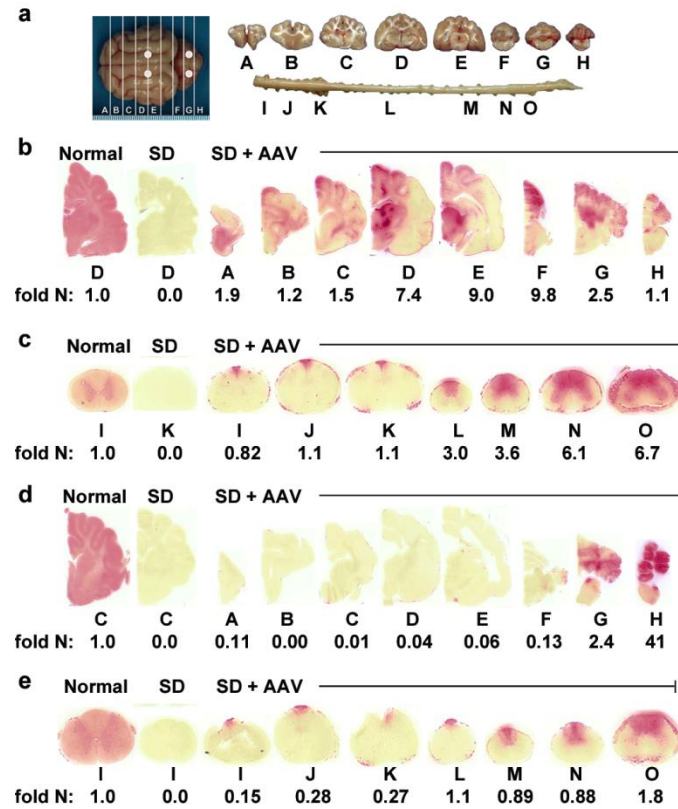 a
A B C D E F G H
A B C D E F G H
I J K L M N O
b
Normal SD SD + AAV
D D A B C D E F G H
fold N: 1.0 0.0 1.9 1.2 1.5 7.4 9.0 9.8 2.5 1.1
c
Normal SD SD + AAV
I K I J K L M N O
fold N: 1.0 0.0 0.82 1.1 1.1 3.0 3.6 6.1 6.7
d
Normal SD SD + AAV
C C A B C D E F G H
fold N: 1.0 0.0 0.11 0.00 0.01 0.04 0.06 0.13 2.4 41
e
Normal SD SD + AAV
I I I J K L M N O
fold N: 1.0 0.0 0.15 0.28 0.27 1.1 0.89 0.88 1.8